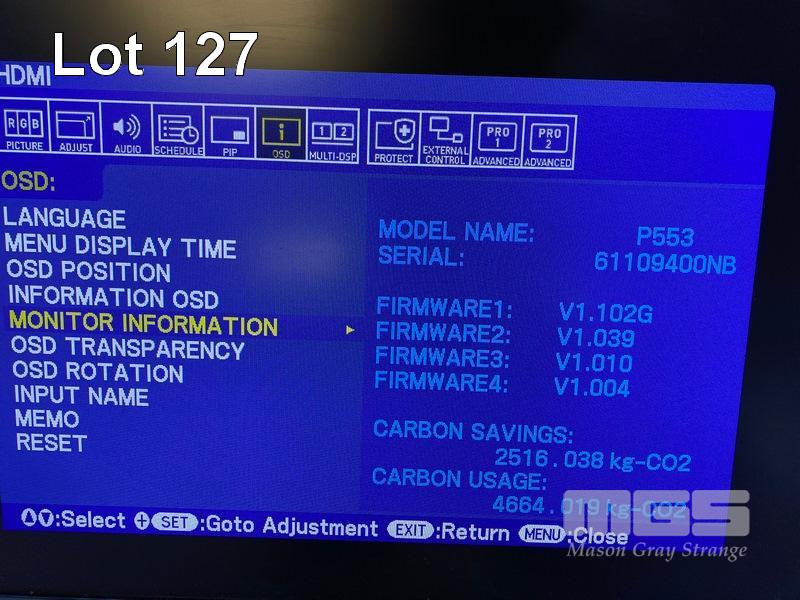 Lot 127
HDMI
RGB
PICTURE
ADJUST
AUDIO
SCHEDULE
PIP
i
OSD
1 2
MULTI-DSP
PROTECT
EXTERNAL
CONTROL
PRO
1
ADVANCED
PRO
2
ADVANCED
OSD:
LANGUAGE
MENU DISPLAY TIME
OSD POSITION
INFORMATION OSD
MONITOR INFORMATION
OSD TRANSPARENCY
OSD ROTATION
INPUT NAME
MEMO
RESET
MODEL NAME: P553
SERIAL: 61109400NB
FIRMWARE1: V1.102G
FIRMWARE2: V1.039
FIRMWARE3: V1.010
FIRMWARE4: V1.004
CARBON SAVINGS:
2516.038 kg-CO2
CARBON USAGE:
4664.019 kg-CO2
:Select + SET :Goto Adjustment EXIT :Return MENU :Close
MGS
Mason Gray Strange